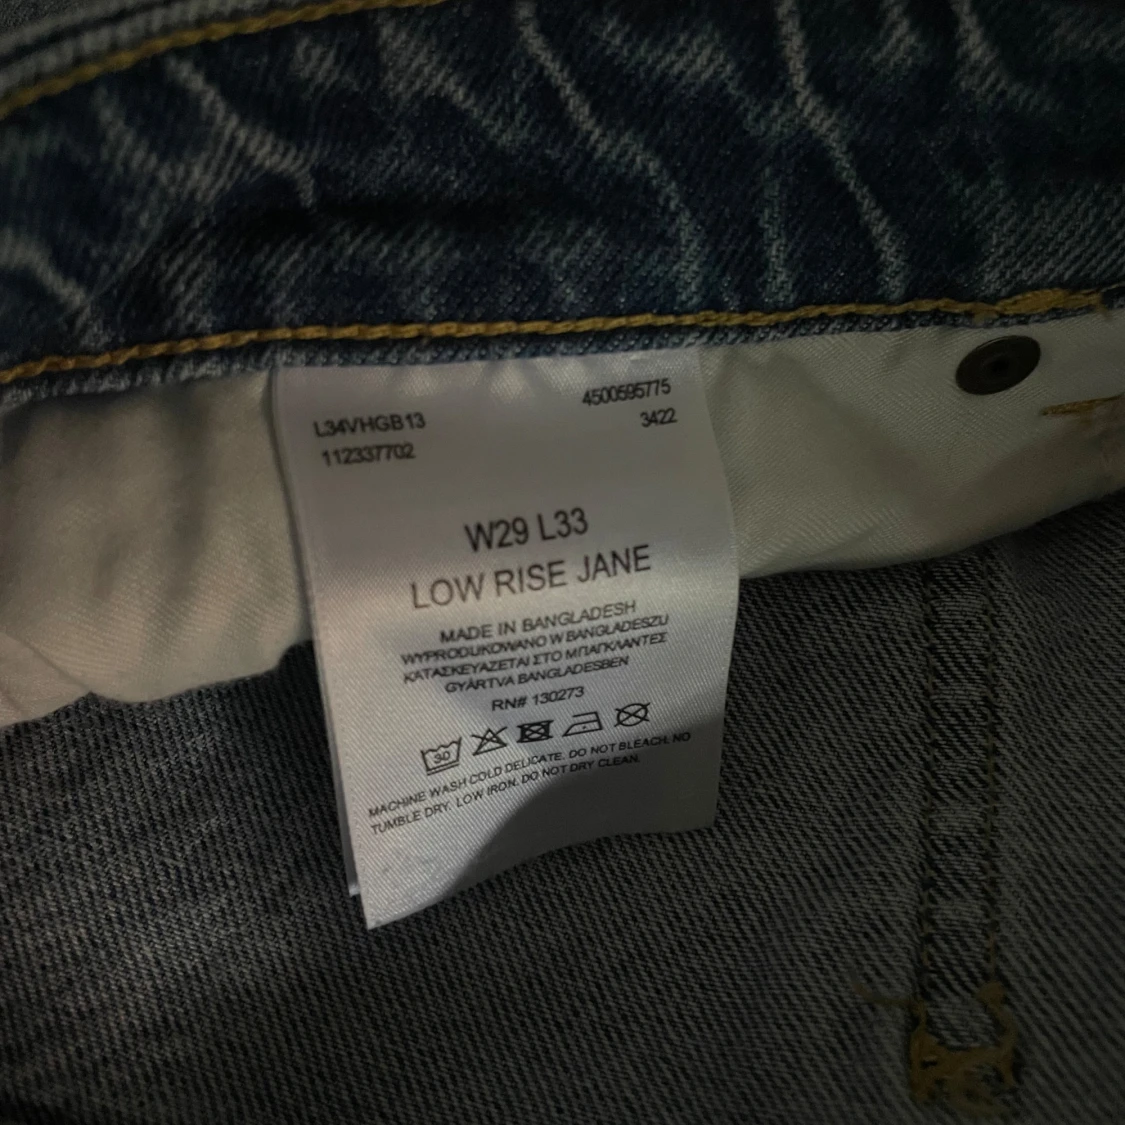 L34VHGB13
112337702
4500595775
3422
W29 L33
LOW RISE JANE
MADE IN BANGLADESH
WYPRODUKOWANO W BANGLADESZU
ΚΑΤΑΣΚΕΥΑΖΕΤΑΙ ΣΤΟ ΜΠΑΓΚΛΑΝΤΕΣ
GYÁRTVA BANGLADESBEN
RN# 130273
30
MACHINE WASH COLD DELICATE. DO NOT BLEACH. NO
TUMBLE DRY. LOW IRON. DO NOT DRY CLEAN.